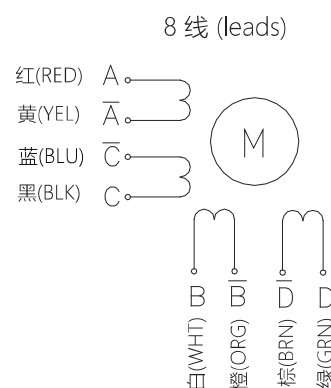 8 线 (leads)
红(RED) A
黄(YEL) A̅
蓝(BLU) C̅
黑(BLK) C
M
B B̅ D̅ D
白(WHT) 橙(ORG) 棕(BRN) 绿(GRN)